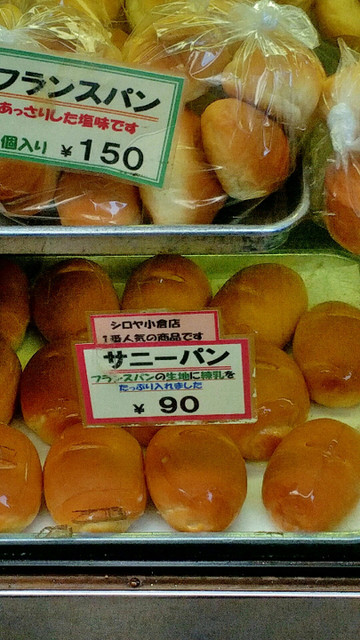 フランスパン
あっさりした塩味です
個入り ￥150
シロヤ小倉店
1番人気の商品です
サニーパン
フランスパンの生地に練乳を
たっぷり入れました
￥ 90